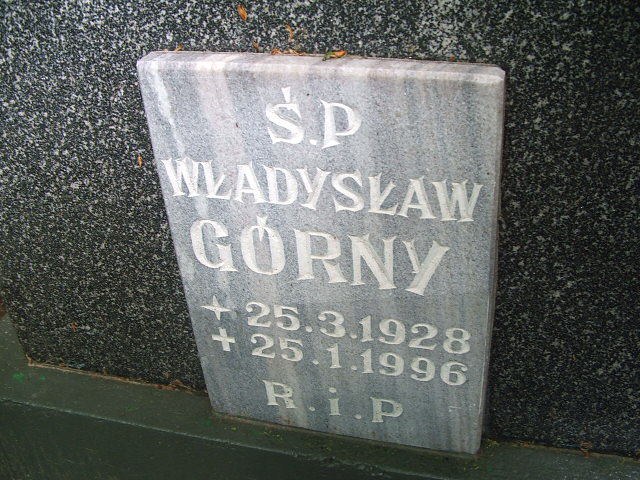 Ś.P
WŁADYSŁAW
GÓRNY
+ 25.3.1928
+ 25.1.1996
R.i.P